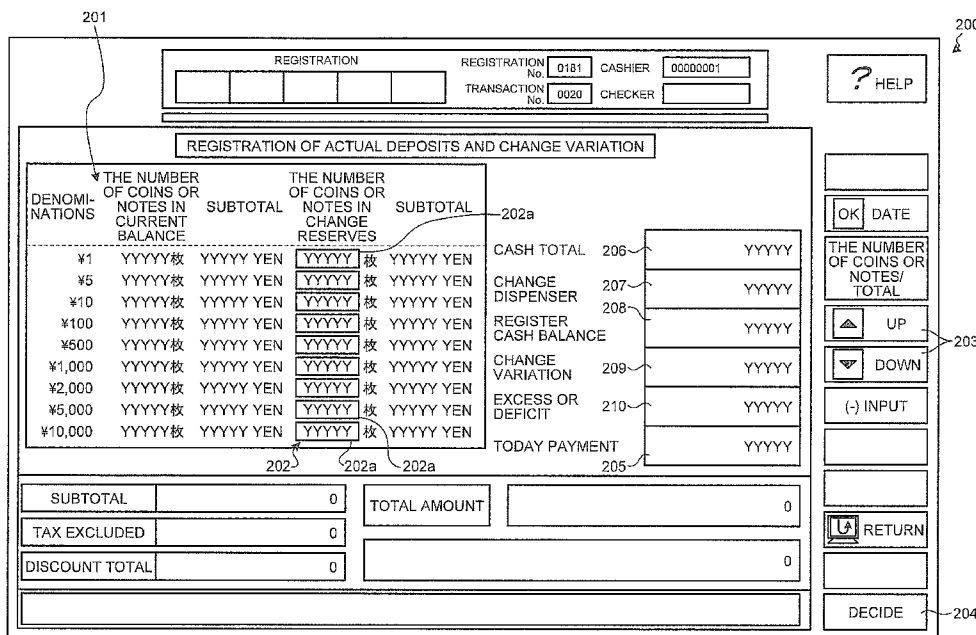 201
200
REGISTRATION
REGISTRATION No. 0181 CASHIER 00000001
TRANSACTION No. 0020 CHECKER
? HELP
REGISTRATION OF ACTUAL DEPOSITS AND CHANGE VARIATION
DENOMI-
NATIONS
THE NUMBER
OF COINS OR
NOTES IN
CURRENT
BALANCE
SUBTOTAL
THE NUMBER
OF COINS OR
NOTES IN
CHANGE
RESERVES
SUBTOTAL
202a
¥1 YYYYY枚 YYYYY YEN YYYYY 枚 YYYYY YEN
¥5 YYYYY枚 YYYYY YEN YYYYY 枚 YYYYY YEN
¥10 YYYYY枚 YYYYY YEN YYYYY 枚 YYYYY YEN
¥100 YYYYY枚 YYYYY YEN YYYYY 枚 YYYYY YEN
¥500 YYYYY枚 YYYYY YEN YYYYY 枚 YYYYY YEN
¥1,000 YYYYY枚 YYYYY YEN YYYYY 枚 YYYYY YEN
¥2,000 YYYYY枚 YYYYY YEN YYYYY 枚 YYYYY YEN
¥5,000 YYYYY枚 YYYYY YEN YYYYY 枚 YYYYY YEN
¥10,000 YYYYY枚 YYYYY YEN YYYYY 枚 YYYYY YEN
202 202a 202a
CASH TOTAL 206 YYYYY
CHANGE
DISPENSER 207 YYYYY
REGISTER
CASH BALANCE 208 YYYYY
CHANGE
VARIATION 209 YYYYY
EXCESS OR
DEFICIT 210 YYYYY
TODAY PAYMENT 205 YYYYY
OK DATE
THE NUMBER
OF COINS OR
NOTES/
TOTAL
UP
203
DOWN
(-) INPUT
RETURN
DECIDE 204
SUBTOTAL 0
TAX EXCLUDED 0
DISCOUNT TOTAL 0
TOTAL AMOUNT 0
0